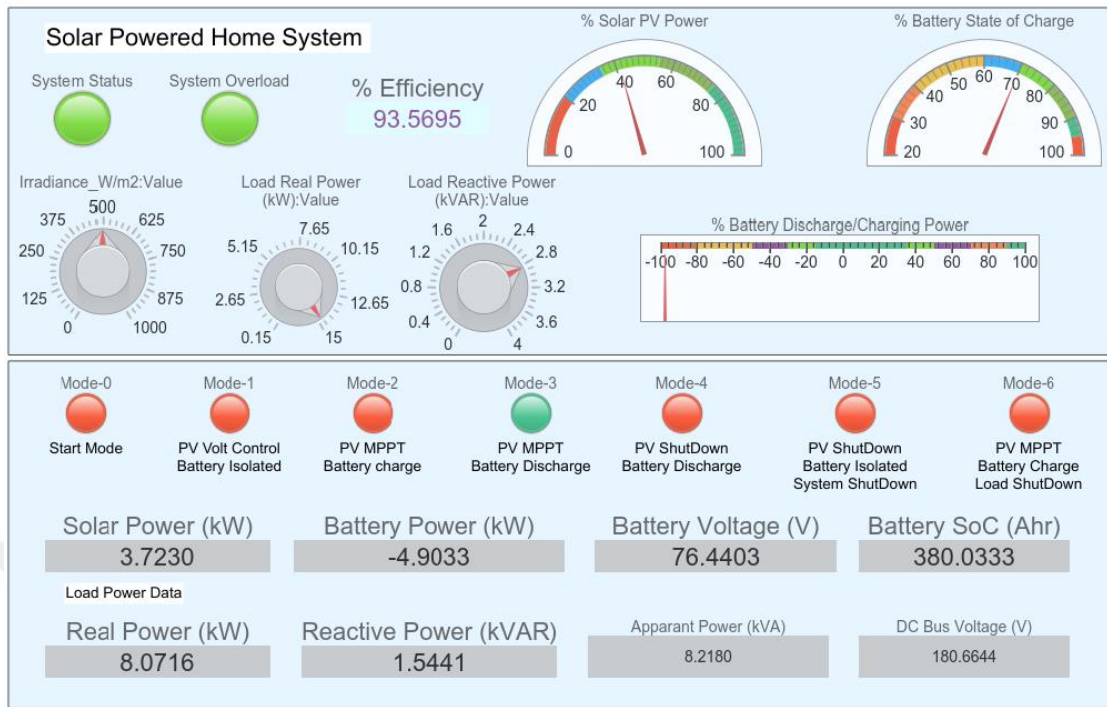 Solar Powered Home System
System Status
System Overload
% Efficiency
93.5695
% Solar PV Power
0 20 40 60 80 100
% Battery State of Charge
20 30 40 50 60 70 80 90 100
Irradiance_W/m2:Value
0 125 250 375 500 625 750 875 1000
Load Real Power
(kW):Value
0.15 2.65 5.15 7.65 10.15 12.65 15
Load Reactive Power
(kVAR):Value
0 0.4 0.8 1.2 1.6 2 2.4 2.8 3.2 3.6 4
% Battery Discharge/Charging Power
-100 -80 -60 -40 -20 0 20 40 60 80 100
Mode-0 Mode-1 Mode-2 Mode-3 Mode-4 Mode-5 Mode-6
Start Mode
PV Volt Control
Battery Isolated
PV MPPT
Battery charge
PV MPPT
Battery Discharge
PV ShutDown
Battery Discharge
PV ShutDown
Battery Isolated
System ShutDown
PV MPPT
Battery Charge
Load ShutDown
Solar Power (kW) Battery Power (kW) Battery Voltage (V) Battery SoC (Ahr)
3.7230 -4.9033 76.4403 380.0333
Load Power Data
Real Power (kW) Reactive Power (kVAR) Apparant Power (kVA) DC Bus Voltage (V)
8.0716 1.5441 8.2180 180.6644